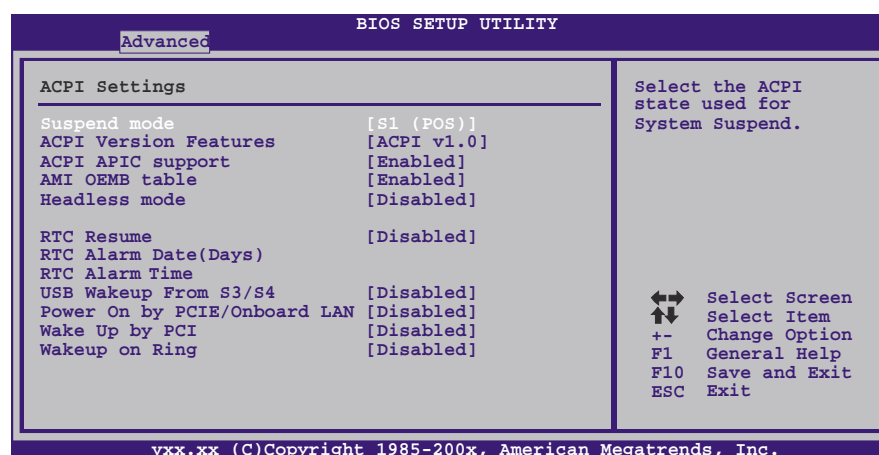 BIOS SETUP UTILITY
Advanced
ACPI Settings
Suspend mode [S1 (POS)]
ACPI Version Features [ACPI v1.0]
ACPI APIC support [Enabled]
AMI OEMB table [Enabled]
Headless mode [Disabled]
RTC Resume [Disabled]
RTC Alarm Date(Days)
RTC Alarm Time
USB Wakeup From S3/S4 [Disabled]
Power On by PCIE/Onboard LAN [Disabled]
Wake Up by PCI [Disabled]
Wakeup on Ring [Disabled]
Select the ACPI
state used for
System Suspend.
Select Screen
Select Item
+- Change Option
F1 General Help
F10 Save and Exit
ESC Exit
vxx.xx (C)Copyright 1985-200x, American Megatrends, Inc.